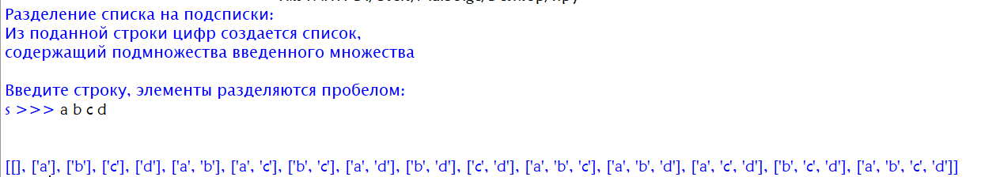 Разделение списка на подсписки:
Из поданной строки цифр создается список,
содержащий подмножества введенного множества
Введите строку, элементы разделяются пробелом:
s >>> a b c d
[[], ['a'], ['b'], ['c'], ['d'], ['a', 'b'], ['a', 'c'], ['b', 'c'], ['a', 'd'], ['b', 'd'], ['c', 'd'], ['a', 'b', 'c'], ['a', 'b', 'd'], ['a', 'c', 'd'], ['b', 'c', 'd'], ['a', 'b', 'c', 'd']]